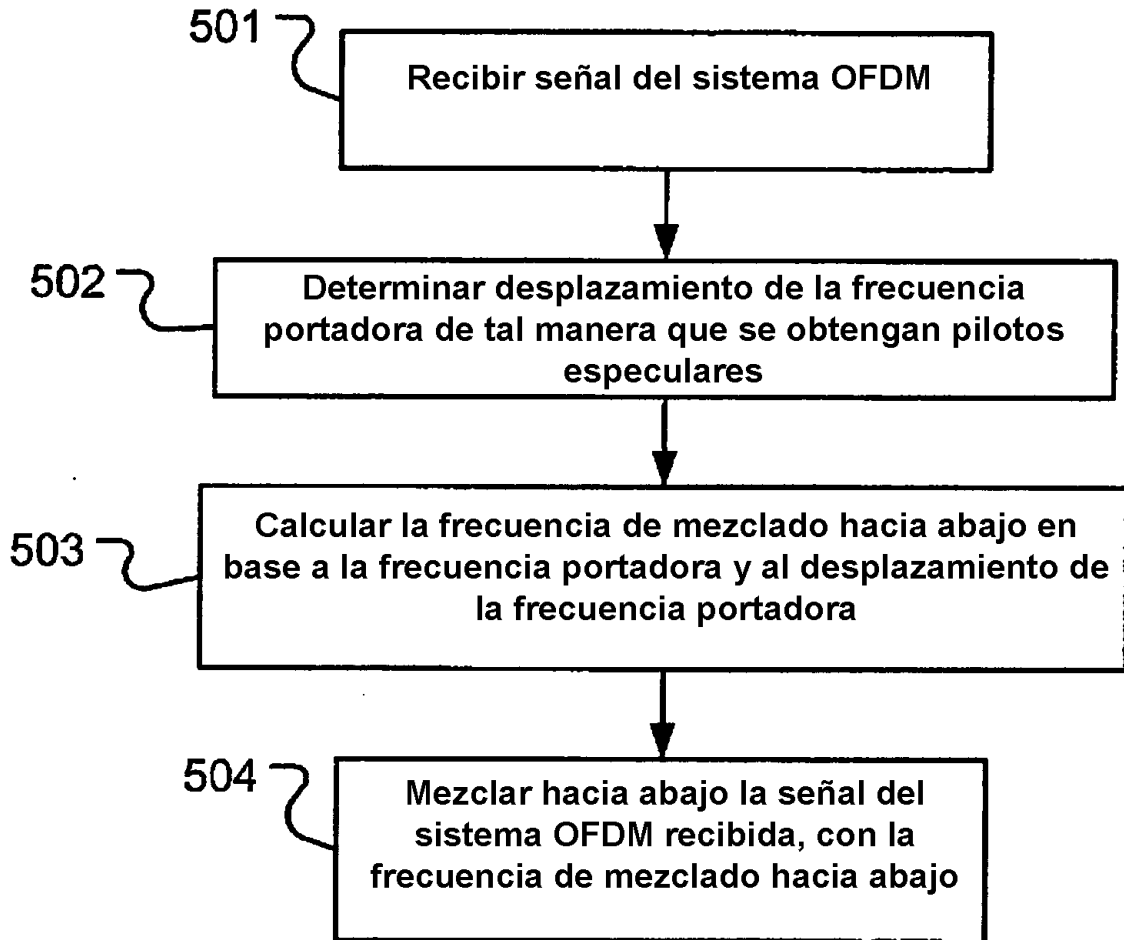 501
Recibir señal del sistema OFDM
502
Determinar desplazamiento de la frecuencia
portadora de tal manera que se obtengan pilotos
especulares
503
Calcular la frecuencia de mezclado hacia abajo en
base a la frecuencia portadora y al desplazamiento de
la frecuencia portadora
504
Mezclar hacia abajo la señal del
sistema OFDM recibida, con la
frecuencia de mezclado hacia abajo